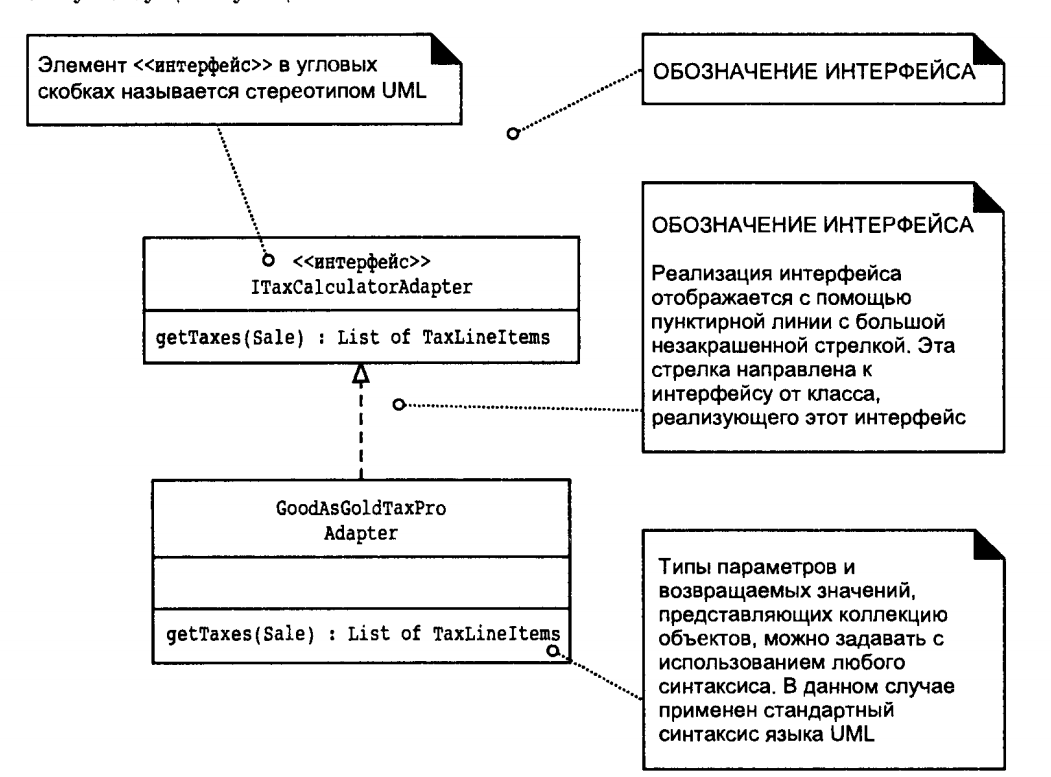 Элемент <<интерфейс>> в угловых
скобках называется стереотипом UML
ОБОЗНАЧЕНИЕ ИНТЕРФЕЙСА
ОБОЗНАЧЕНИЕ ИНТЕРФЕЙСА
Реализация интерфейса
отображается с помощью
пунктирной линии с большой
незакрашенной стрелкой. Эта
стрелка направлена к
интерфейсу от класса,
реализующего этот интерфейс
<<интерфейс>>
ITaxCalculatorAdapter
getTaxes(Sale) : List of TaxLineItems
GoodAsGoldTaxPro
Adapter
getTaxes(Sale) : List of TaxLineItems
Типы параметров и
возвращаемых значений,
представляющих коллекцию
объектов, можно задавать с
использованием любого
синтаксиса. В данном случае
применен стандартный
синтаксис языка UML